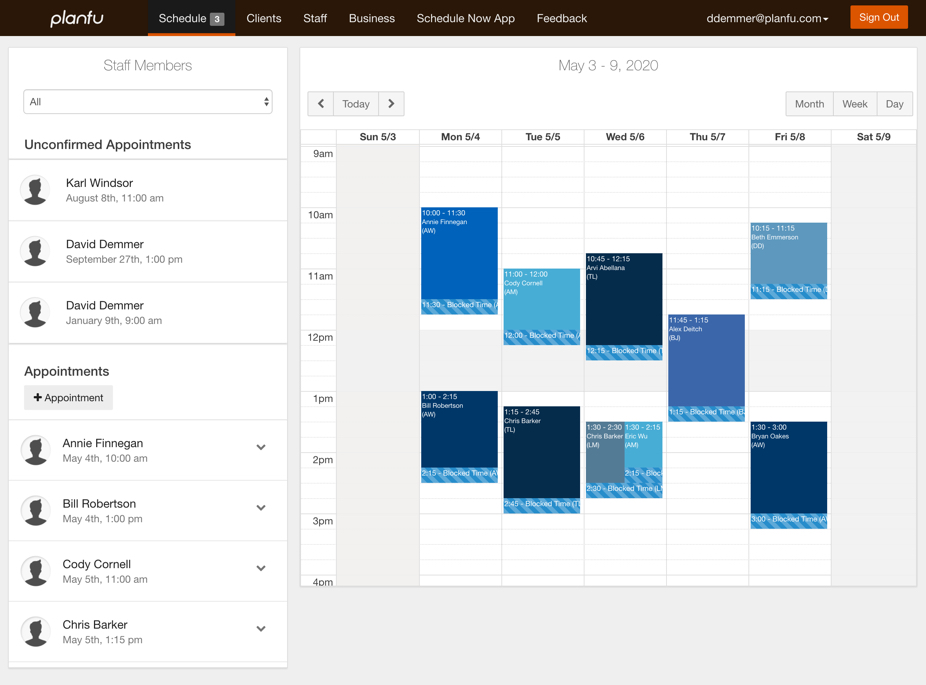 planfu
Schedule 3
Clients
Staff
Business
Schedule Now App
Feedback
ddemmer@planfu.com
Sign Out
Staff Members
All
Unconfirmed Appointments
Karl Windsor
August 8th, 11:00 am
David Demmer
September 27th, 1:00 pm
David Demmer
January 9th, 9:00 am
Appointments
+ Appointment
Annie Finnegan
May 4th, 10:00 am
Bill Robertson
May 4th, 1:00 pm
Cody Cornell
May 5th, 11:00 am
Chris Barker
May 5th, 1:15 pm
May 3 - 9, 2020
Today
Month
Week
Day
Sun 5/3
Mon 5/4
Tue 5/5
Wed 5/6
Thu 5/7
Fri 5/8
Sat 5/9
9am
10am
11am
12pm
1pm
2pm
3pm
4pm
10:00 - 11:30
Annie Finnegan
(AW)
11:30 - Blocked Time (A
1:00 - 2:15
Bill Robertson
(AW)
2:15 - Blocked Time (A
11:00 - 12:00
Cody Cornell
(AM)
12:00 - Blocked Time (A
1:15 - 2:45
Chris Barker
(TL)
2:45 - Blocked Time (T
10:45 - 12:15
Arvi Abellana
(TL)
12:15 - Blocked Time (T
1:30 - 2:30
Chris Barker
(LM)
2:30 - Blocked Time (L
1:30 - 2:15
Eric Wu
(AM)
2:15 - Bloc
11:45 - 1:15
Alex Deitch
(BJ)
1:15 - Blocked Time (B
10:15 - 11:15
Beth Emmerson
(DD)
11:15 - Blocked Time (
1:30 - 3:00
Bryan Oakes
(AW)
3:00 - Blocked Time (A